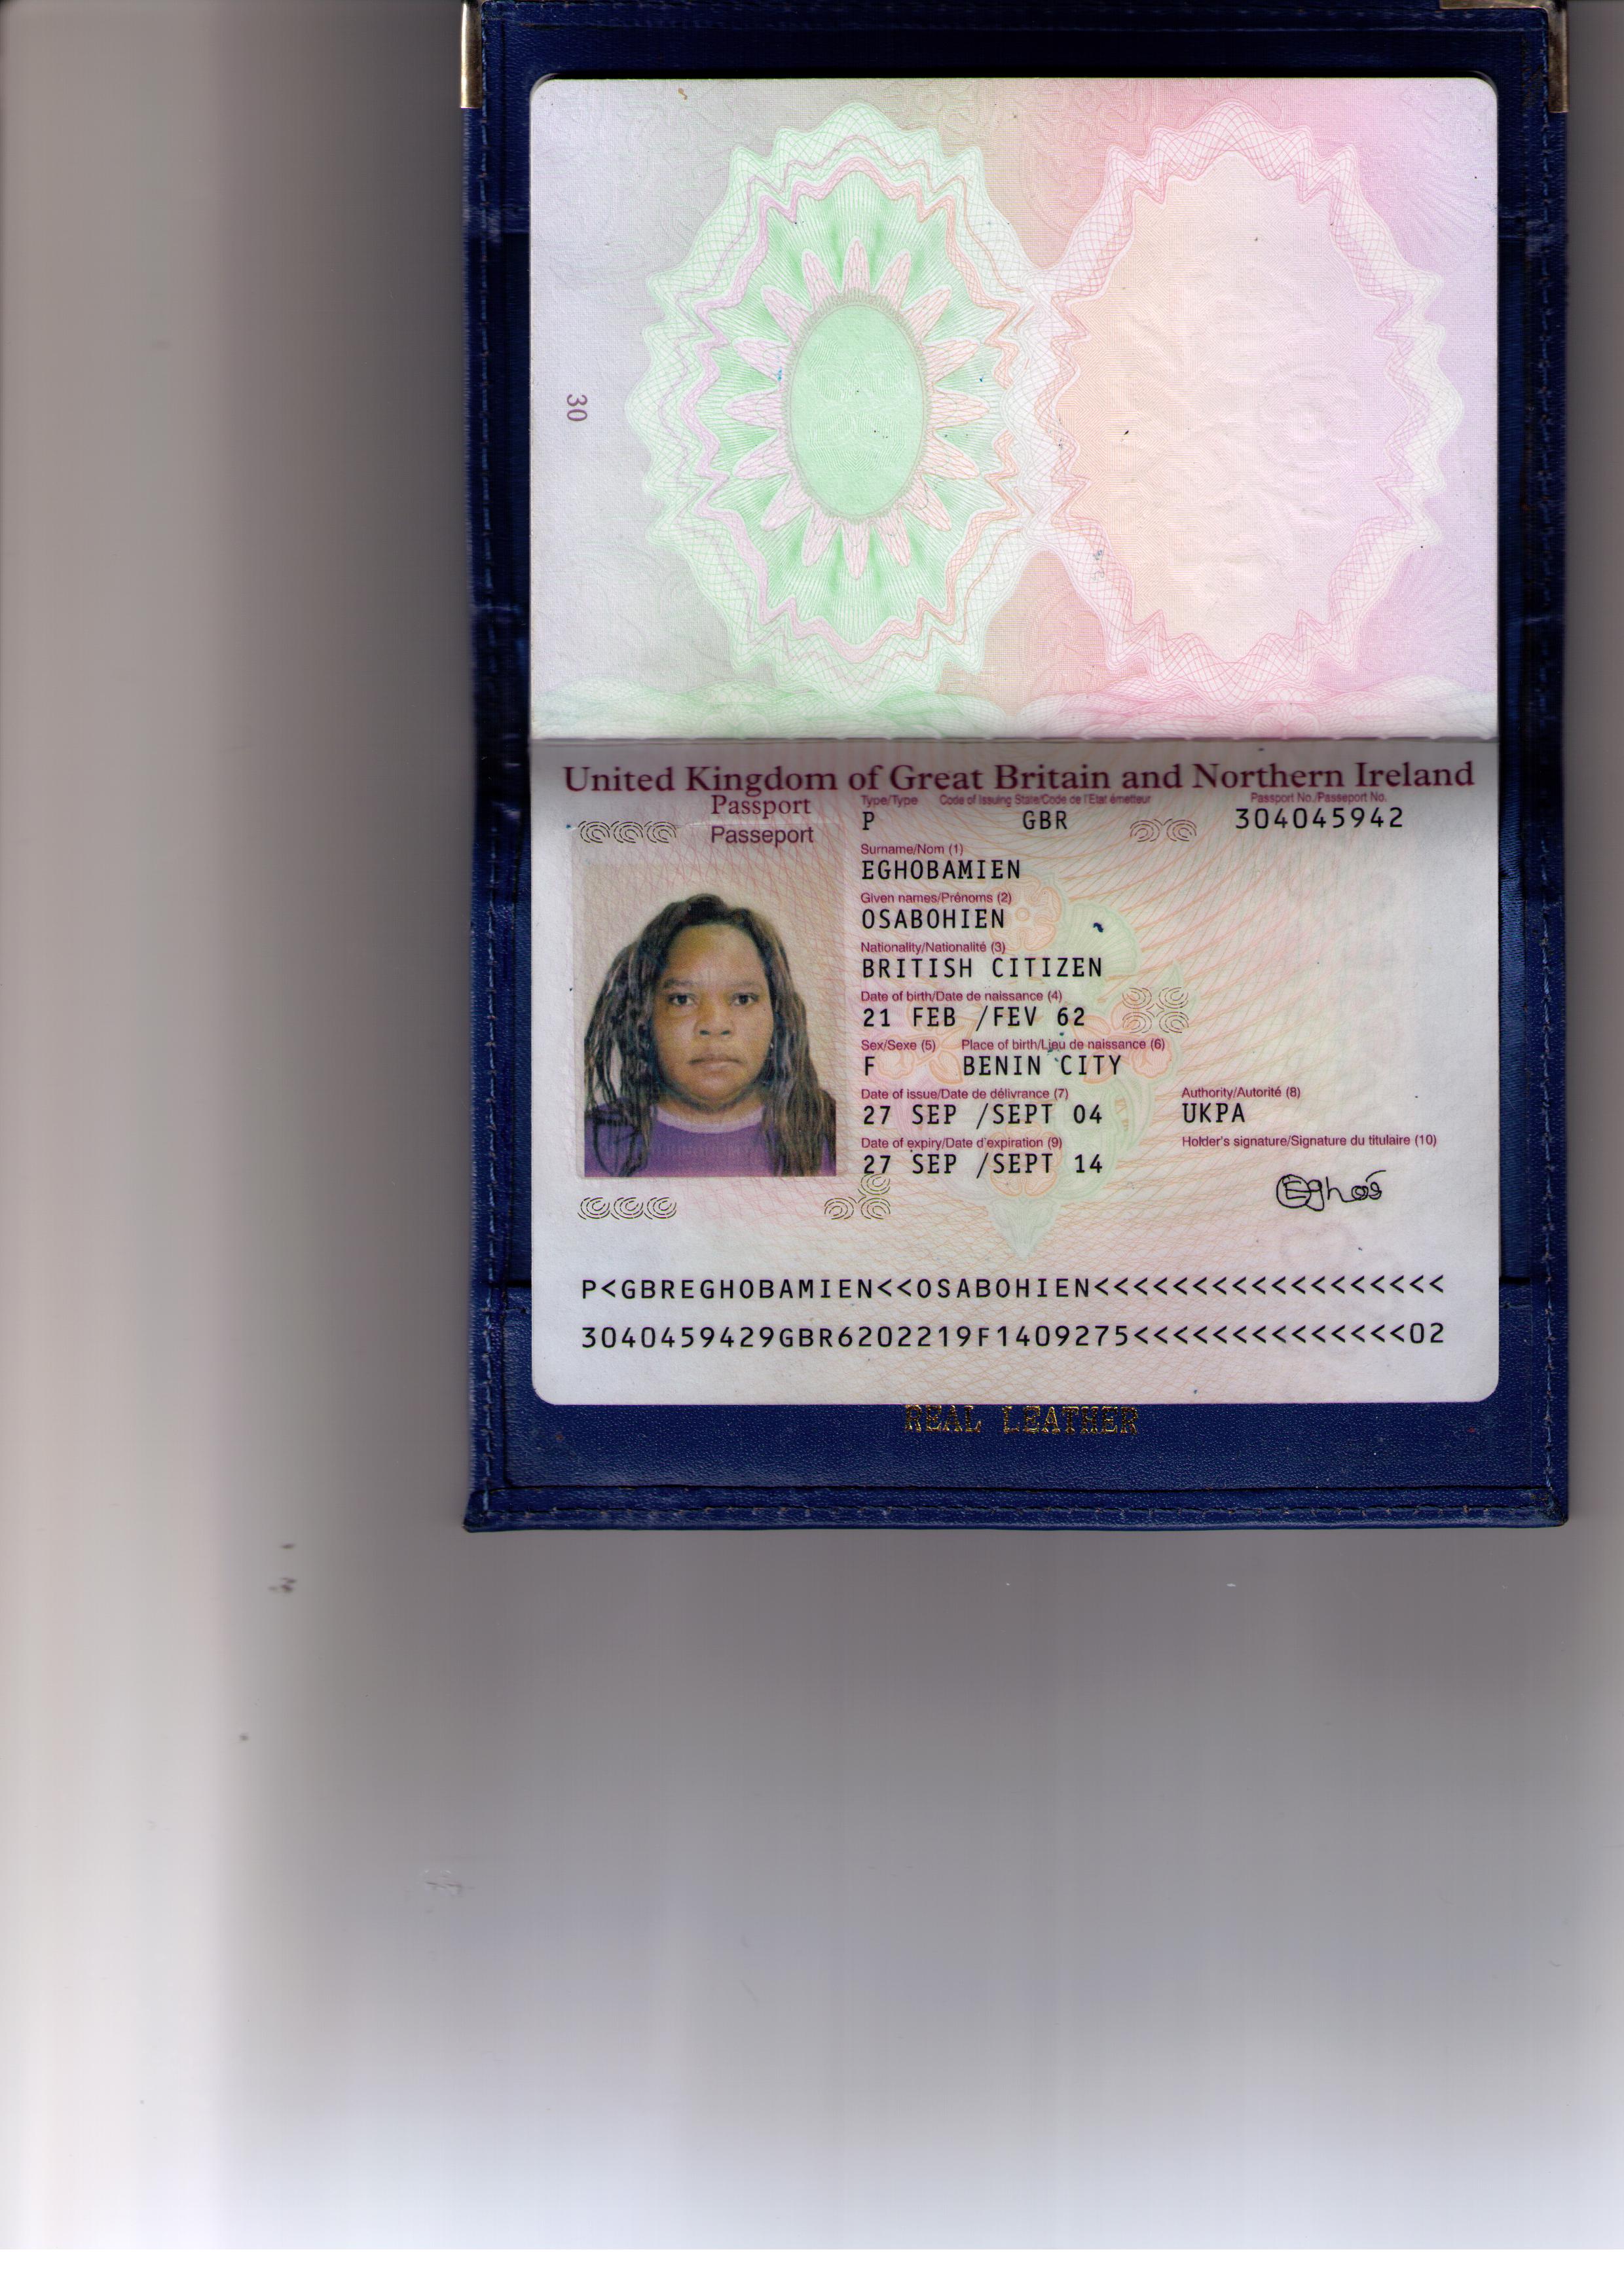 30
United Kingdom of Great Britain and Northern Ireland
Passport
Passeport
Type/Type Code of issuing State/Code de l'Etat émetteur Passport No./Passeport No.
P GBR 304045942
Surname/Nom (1)
EGHOBAMIEN
Given names/Prénoms (2)
OSABOHIEN
Nationality/Nationalité (3)
BRITISH CITIZEN
Date of birth/Date de naissance (4)
21 FEB /FEV 62
Sex/Sexe (5) Place of birth/Lieu de naissance (6)
F BENIN CITY
Date of issue/Date de délivrance (7) Authority/Autorité (8)
27 SEP /SEPT 04 UKPA
Date of expiry/Date d'expiration (9) Holder's signature/Signature du titulaire (10)
27 SEP /SEPT 14
P<GBREGHOBAMIEN<<OSABOHIEN<<<<<<<<<<<<<<<<<<
3040459429GBR6202219F1409275<<<<<<<<<<<<<<02
REAL LEATHER